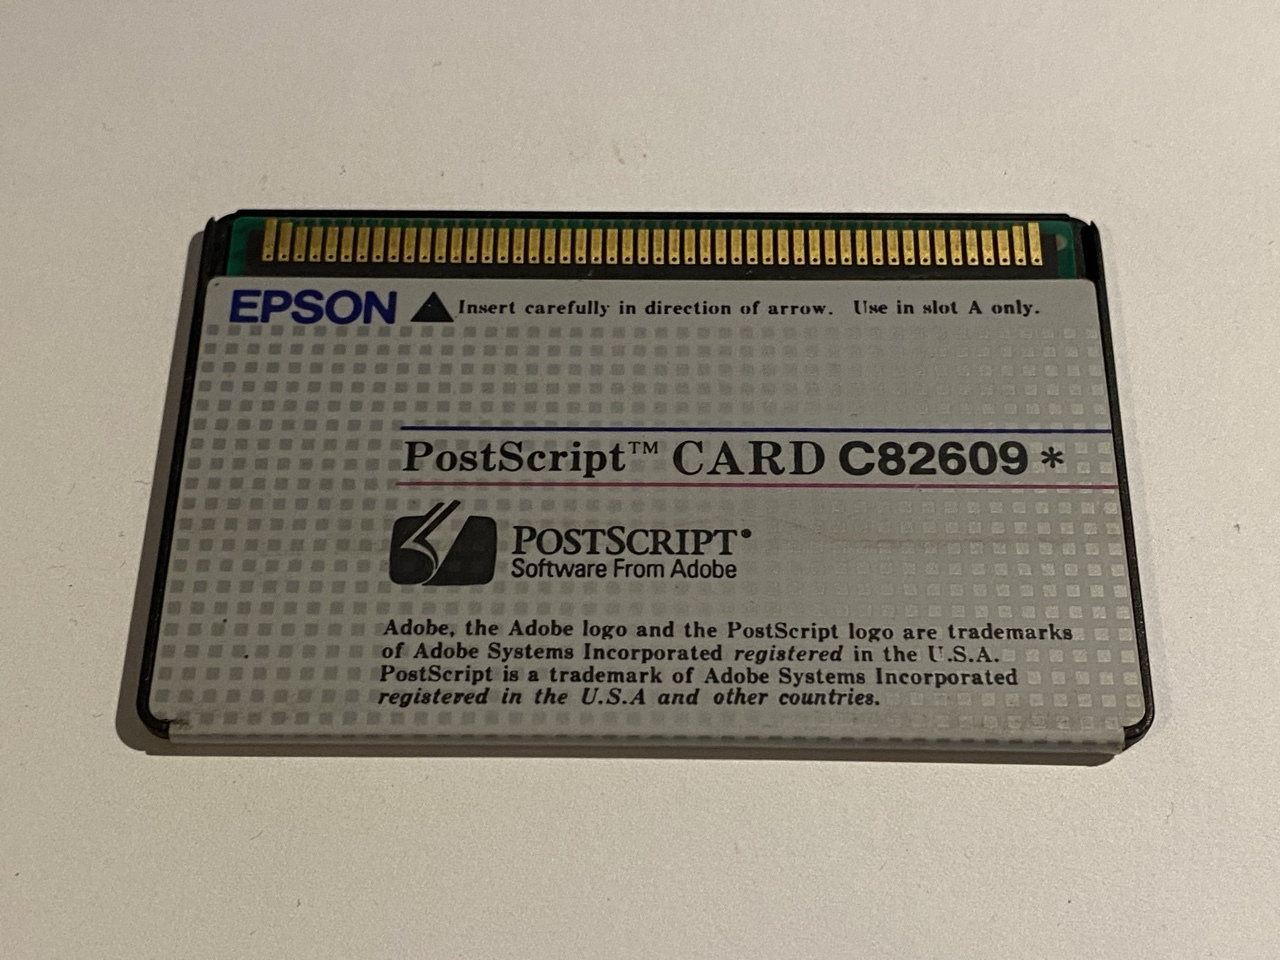 EPSON ▲ Insert carefully in direction of arrow. Use in slot A only.
PostScript™ CARD C82609 *
POSTSCRIPT®
Software From Adobe
Adobe, the Adobe logo and the PostScript logo are trademarks
of Adobe Systems Incorporated registered in the U.S.A.
PostScript is a trademark of Adobe Systems Incorporated
registered in the U.S.A and other countries.